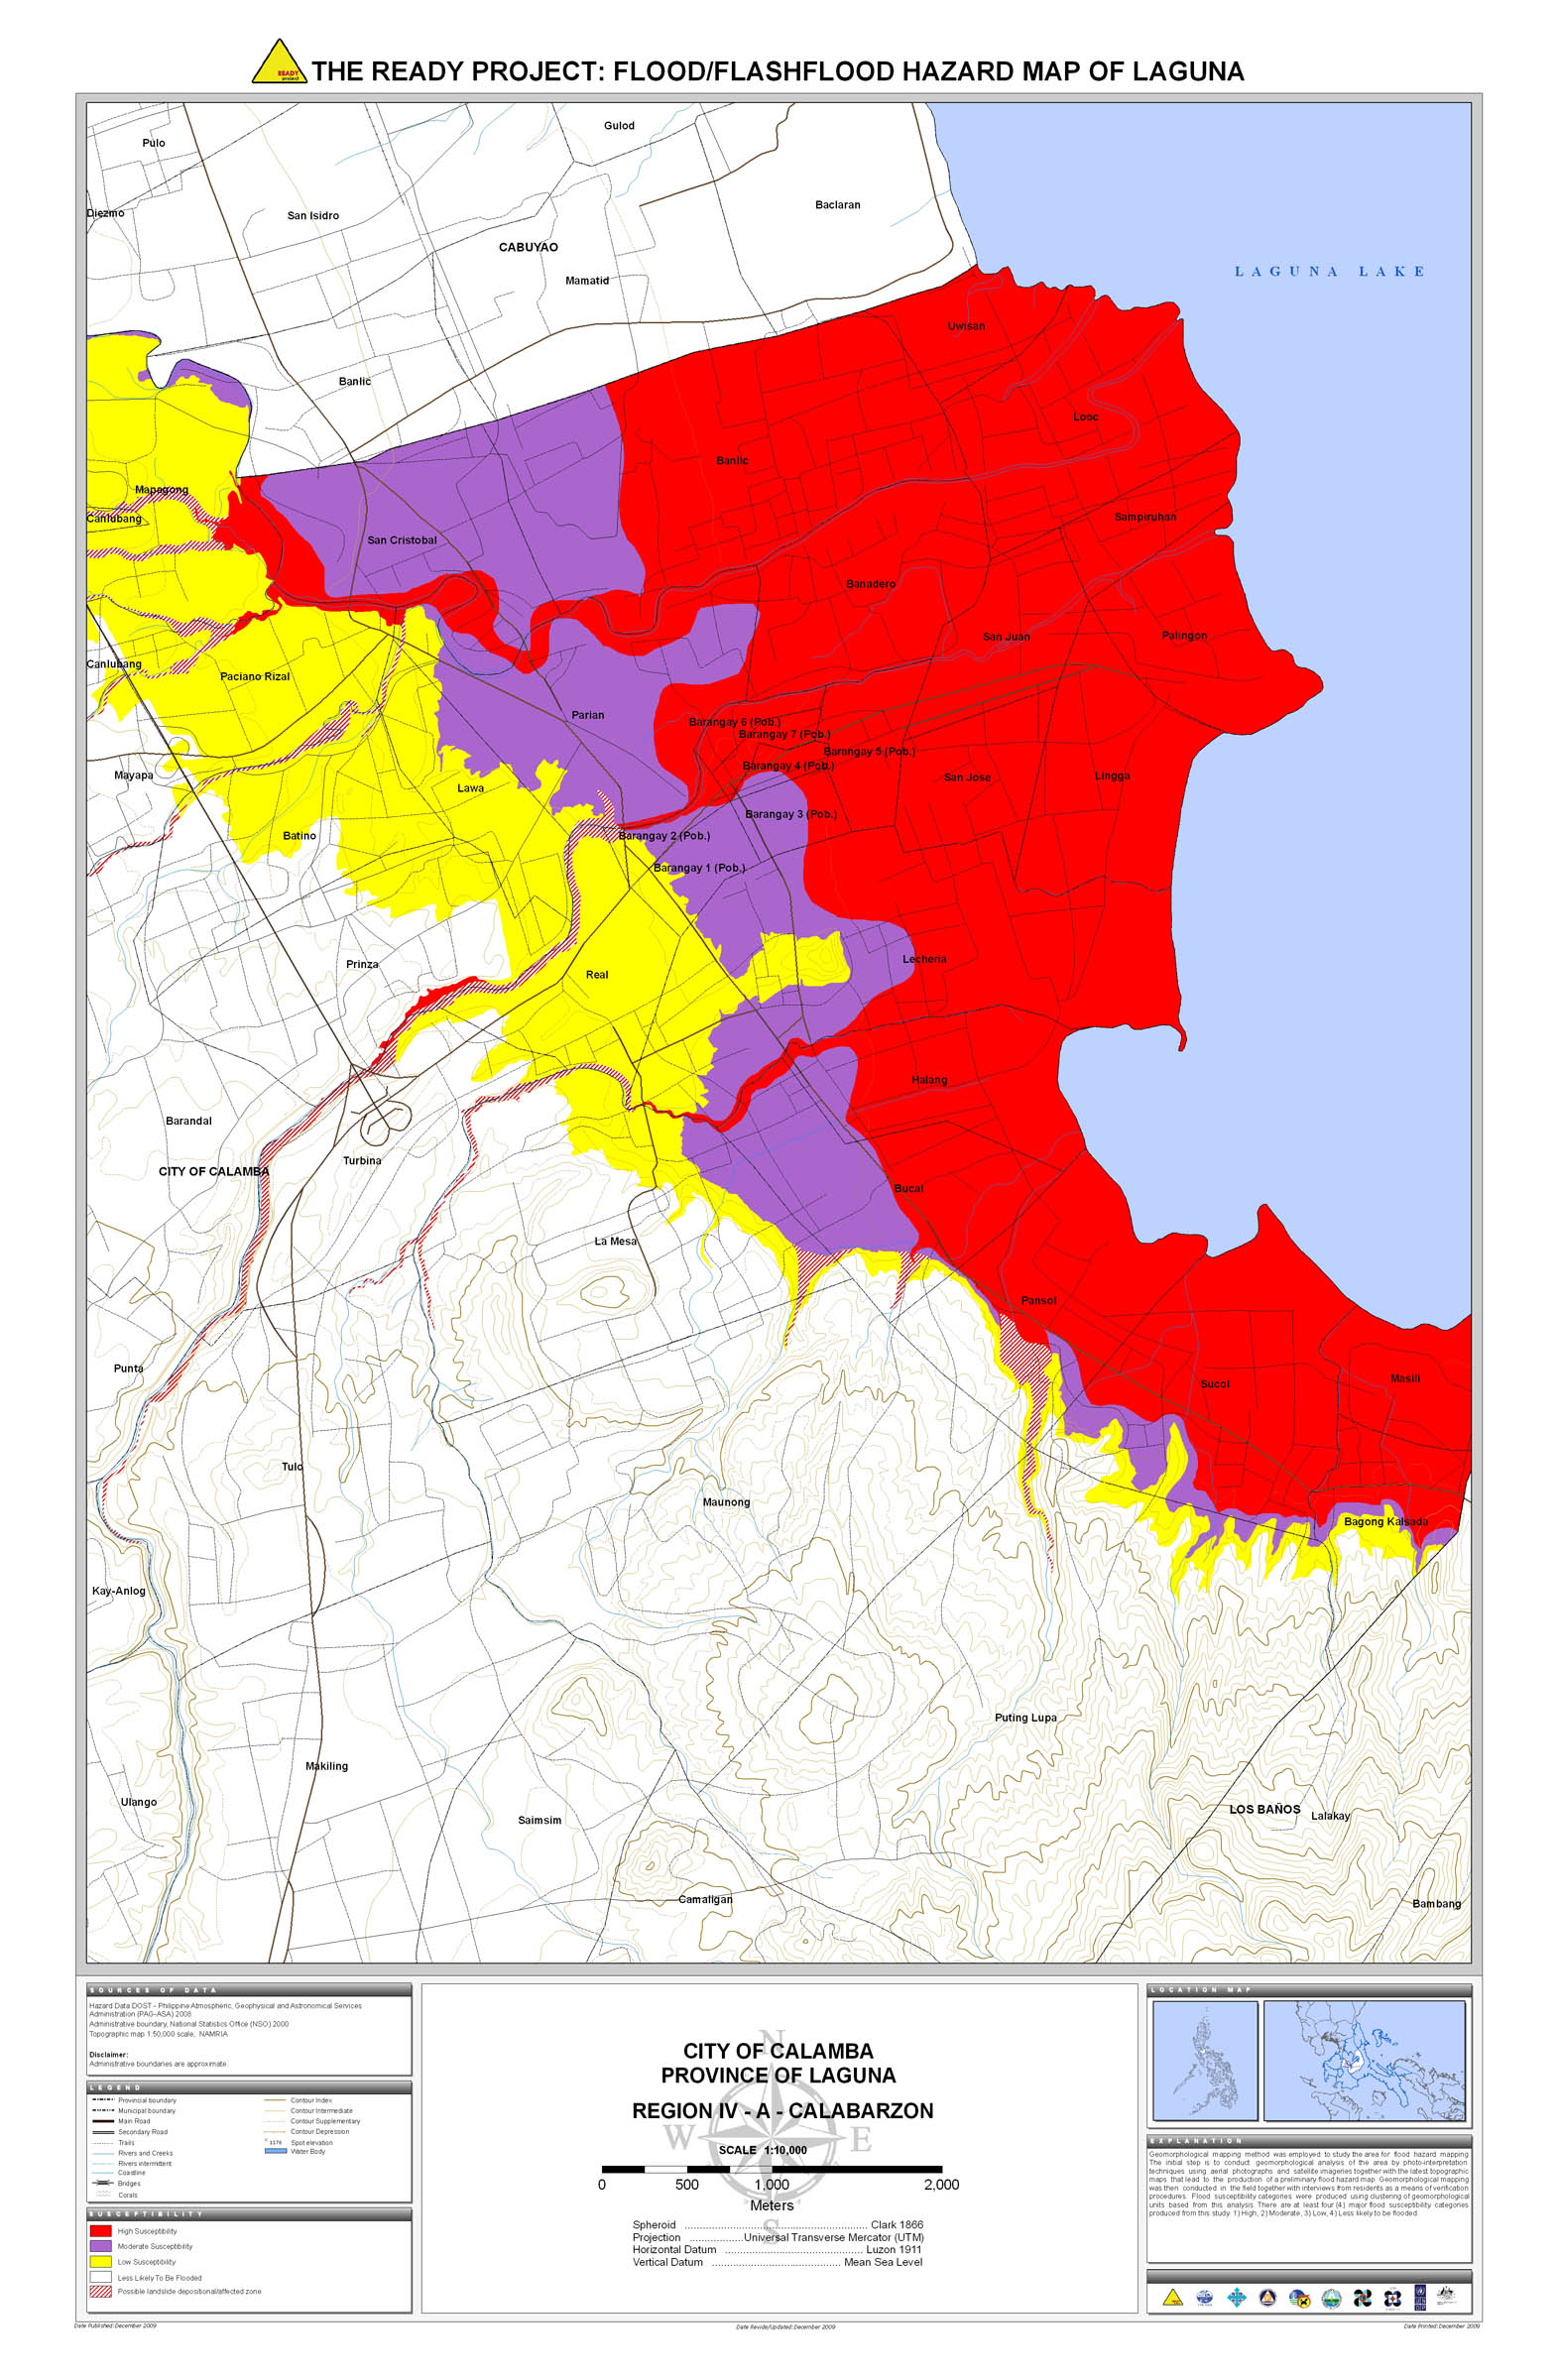 READY
project
THE READY PROJECT: FLOOD/FLASHFLOOD HAZARD MAP OF LAGUNA
Pulo
Gulod
Diezmo
San Isidro
Baclaran
CABUYAO
Mamatid
LAGUNA LAKE
Uwisan
Banlic
Looc
Banlic
Mapagong
Canlubang
Sampiruhan
San Cristobal
Banadero
San Juan
Palingon
Canlubang
Paciano Rizal
Parian
Barangay 6 (Pob.)
Barangay 7 (Pob.)
Barangay 5 (Pob.)
Barangay 4 (Pob.)
Mayapa
San Jose
Lingga
Lawa
Barangay 3 (Pob.)
Batino
Barangay 2 (Pob.)
Barangay 1 (Pob.)
Prinza
Real
Lecheria
Halang
Barandal
Turbina
CITY OF CALAMBA
Bucal
La Mesa
Pansol
Punta
Sucol
Masili
Tulo
Maunong
Bagong Kalsada
Kay-Anlog
Puting Lupa
Makiling
Ulango
Saimsim
LOS BAÑOS
Lalakay
Camaligan
Bambang
SOURCES OF DATA
Hazard Data DOST - Philippine Atmospheric, Geophysical and Astronomical Services
Administration (PAG-ASA) 2008
Administrative boundary, National Statistics Office (NSO) 2000
Topographic map 1:50,000 scale, NAMRIA
Disclaimer:
Administrative boundaries are approximate.
LEGEND
Provincial boundary
Municipal boundary
Main Road
Secondary Road
Trails
Rivers and Creeks
Rivers intermittent
Coastline
Bridges
Corals
Contour Index
Contour Intermediate
Contour Supplementary
Contour Depression
1176 Spot elevation
Water Body
SUSCEPTIBILITY
High Susceptibility
Moderate Susceptibility
Low Susceptibility
Less Likely To Be Flooded
Possible landslide depositional/affected zone
N
CITY OF CALAMBA
PROVINCE OF LAGUNA
REGION IV - A - CALABARZON
W
E
SCALE 1:10,000
0 500 1,000 2,000
Meters
S
Spheroid ........ Clark 1866
Projection ........ Universal Transverse Mercator (UTM)
Horizontal Datum ........ Luzon 1911
Vertical Datum ........ Mean Sea Level
LOCATION MAP
EXPLANATION
Geomorphological mapping method was employed to study the area for flood hazard mapping.
The initial step is to conduct geomorphological analysis of the area by photo-interpretation
techniques using aerial photographs and satellite imageries together with the latest topographic
maps that lead to the production of a preliminary flood hazard map. Geomorphological mapping
was then conducted in the field together with interviews from residents as a means of verification
procedures. Flood susceptibility categories were produced using clustering of geomorphological
units based from this analysis. There are at least four (4) major flood susceptibility categories
produced from this study. 1) High, 2) Moderate, 3) Low, 4) Less likely to be flooded.
Date Published: December 2009
Date Revide/Updated: December 2009
Date Printed: December 2009